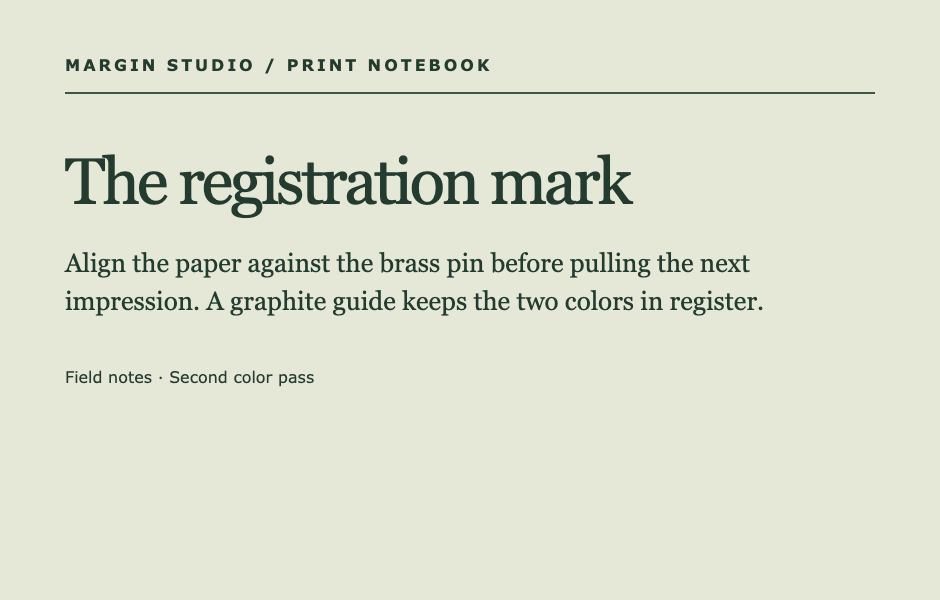 MARGIN STUDIO / PRINT NOTEBOOK
The registration mark
Align the paper against the brass pin before pulling the next
impression. A graphite guide keeps the two colors in register.
Field notes · Second color pass